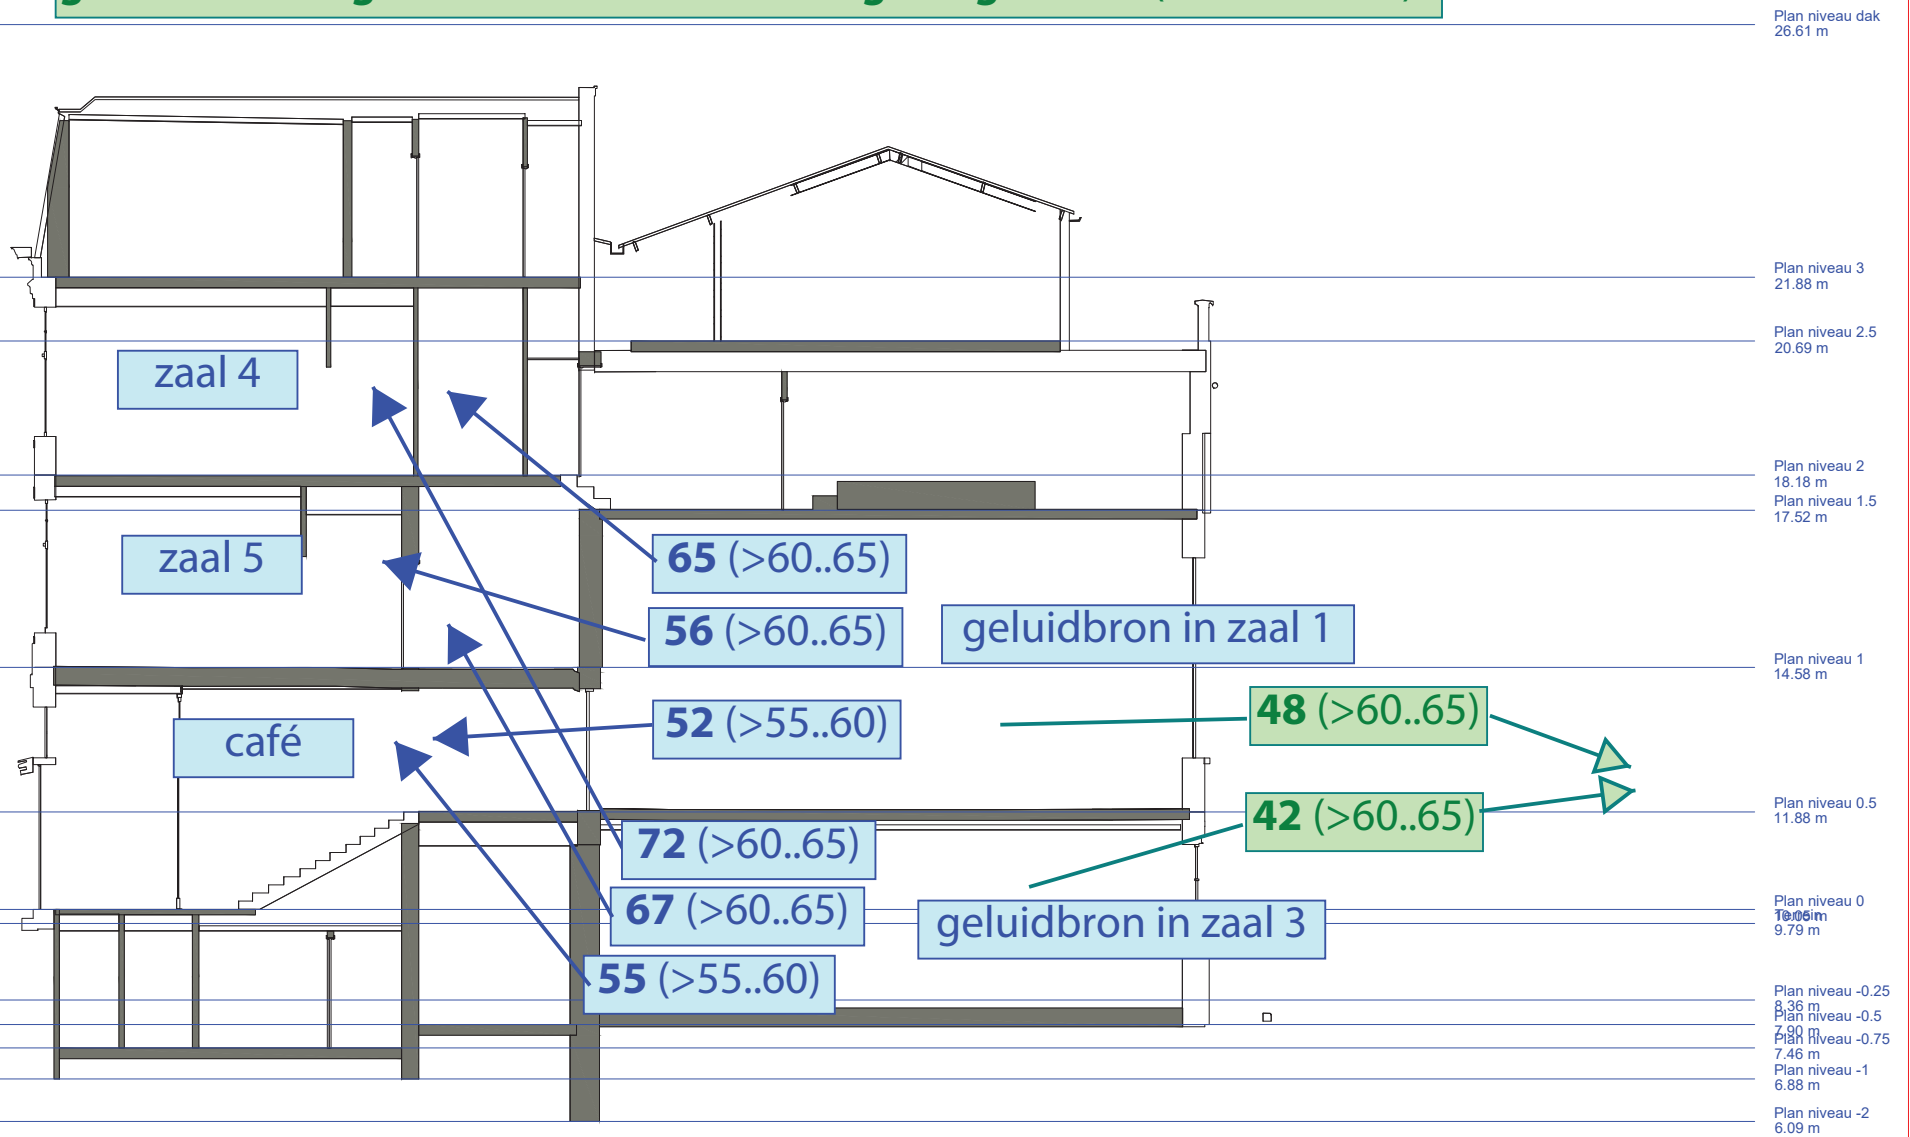 Plan niveau dak
26.61 m
Plan niveau 3
21.88 m
Plan niveau 2.5
20.69 m
zaal 4
Plan niveau 2
18.18 m
Plan niveau 1.5
17.52 m
zaal 5
65 (>60..65)
56 (>60..65)
geluidbron in zaal 1
Plan niveau 1
14.58 m
48 (>60..65)
52 (>55..60)
café
Plan niveau 0.5
11.88 m
42 (>60..65)
72 (>60..65)
67 (>60..65)
geluidbron in zaal 3
Plan niveau 0
9.79 m
55 (>55..60)
Plan niveau -0.25
8.36 m
Plan niveau -0.5
7.90 m
Plan niveau -0.75
7.46 m
Plan niveau -1
6.88 m
Plan niveau -2
6.09 m